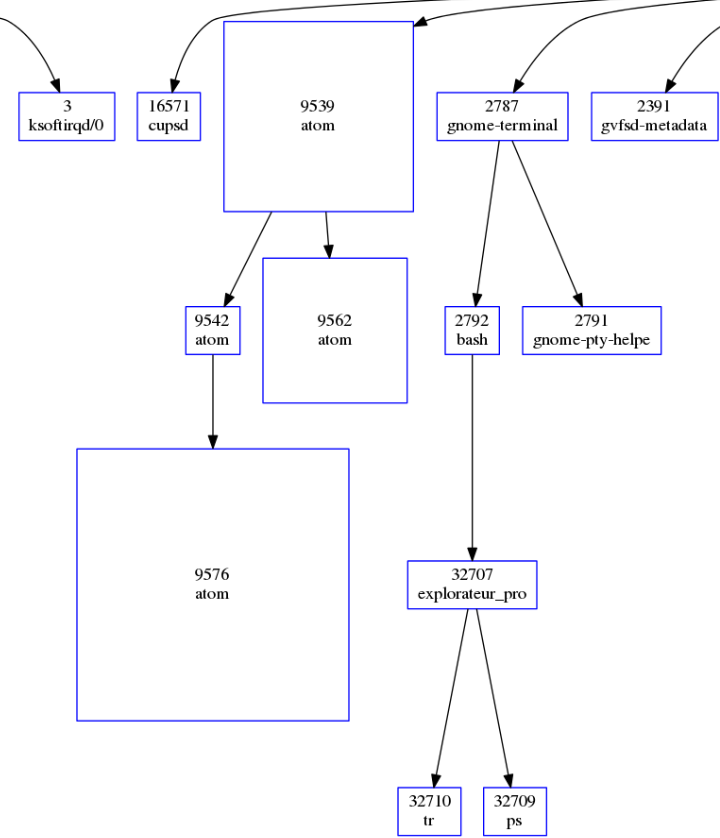 3
ksoftirqd/0
16571
cupsd
9539
atom
2787
gnome-terminal
2391
gvfsd-metadata
9542
atom
9562
atom
2792
bash
2791
gnome-pty-helpe
9576
atom
32707
explorateur_pro
32710
tr
32709
ps